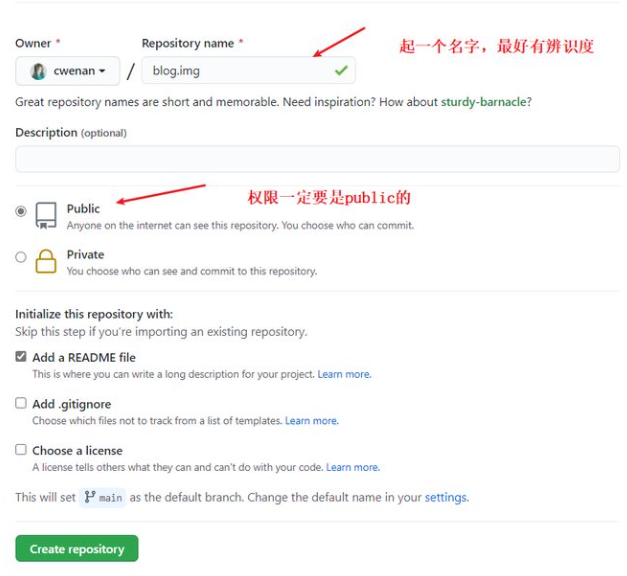 Owner * Repository name *
起一个名字，最好有辨识度
cwenan / blog.img
Great repository names are short and memorable. Need inspiration? How about sturdy-barnacle?
Description (optional)
权限一定要是public的
Public
Anyone on the internet can see this repository. You choose who can commit.
Private
You choose who can see and commit to this repository.
Initialize this repository with:
Skip this step if you're importing an existing repository.
Add a README file
This is where you can write a long description for your project. Learn more.
Add .gitignore
Choose which files not to track from a list of templates. Learn more.
Choose a license
A license tells others what they can and can't do with your code. Learn more.
This will set main as the default branch. Change the default name in your settings.
Create repository